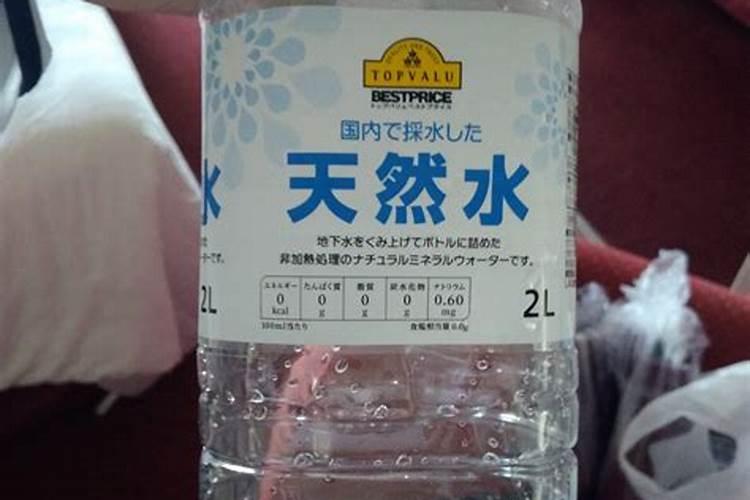 TOPVALU
BESTPRICE
トップバリュベストプライス
国内で採水した
天然水
地下水をくみ上げてボトルに詰めた
非加熱処理のナチュラルミネラルウォーターです。
エネルギー たんぱく質 脂質 炭水化物 ナトリウム
0 0 0 0 0.60
kcal g g g mg
100ml当たり 食塩相当量 0.0g
2L
水
ーターです。
2L